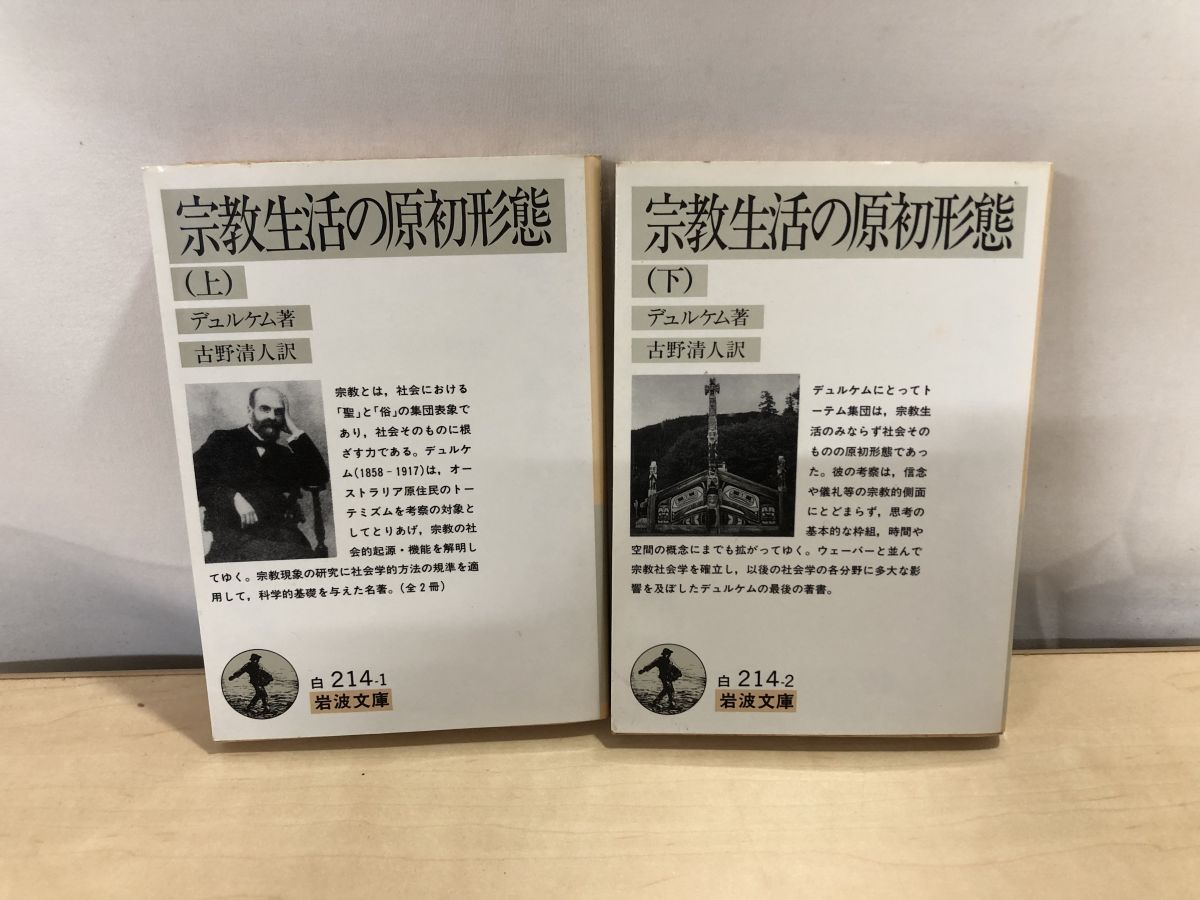 宗教生活の原初形態
(上)
デュルケム著
古野清人訳
宗教とは，社会における
「聖」と「俗」の集団表象で
あり，社会そのものに根
ざす力である。デュルケ
ム(1858－1917)は，オー
ストラリア原住民のトー
テミズムを考察の対象と
してとりあげ，宗教の社
会的起源・機能を解明し
てゆく。宗教現象の研究に社会学的方法の規準を適
用して，科学的基礎を与えた名著。(全2冊)
白 214-1
岩波文庫
宗教生活の原初形態
(下)
デュルケム著
古野清人訳
デュルケムにとってト
ーテム集団は，宗教生
活のみならず社会その
ものの原初形態であっ
た。彼の考察は，信念
や儀礼等の宗教的側面
にとどまらず，思考の
基本的な枠組，時間や
空間の概念にまでも拡がってゆく。ウェーバーと並んで
宗教社会学を確立し，以後の社会学の各分野に多大な影
響を及ぼしたデュルケムの最後の著書。
白 214-2
岩波文庫